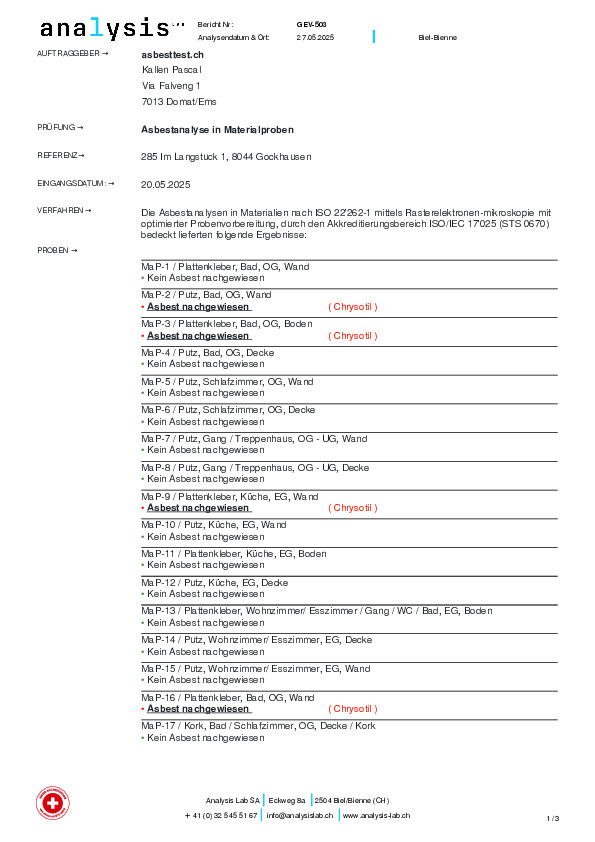 analysis
Bericht Nr: GEV-503
Analysendatum & Ort: 27.05.2025 Biel-Bienne
AUFTRAGGEBER → asbesttest.ch
Kallen Pascal
Via Falveng 1
7013 Domat/Ems
PRÜFUNG → Asbestanalyse in Materialproben
REFERENZ→ 285 Im Langstuck 1, 8044 Gockhausen
EINGANGSDATUM: → 20.05.2025
VERFAHREN → Die Asbestanalysen in Materialien nach ISO 22'262-1 mittels Rasterelektronen-mikroskopie mit
optimierter Probenvorbereitung, durch den Akkreditierungsbereich ISO/IEC 17'025 (STS 0670)
bedeckt lieferten folgende Ergebnisse:
PROBEN →
MaP-1 / Plattenkleber, Bad, OG, Wand
• Kein Asbest nachgewiesen
MaP-2 / Putz, Bad, OG, Wand
• Asbest nachgewiesen ( Chrysotil )
MaP-3 / Plattenkleber, Bad, OG, Boden
• Asbest nachgewiesen ( Chrysotil )
MaP-4 / Putz, Bad, OG, Decke
• Kein Asbest nachgewiesen
MaP-5 / Putz, Schlafzimmer, OG, Wand
• Kein Asbest nachgewiesen
MaP-6 / Putz, Schlafzimmer, OG, Decke
• Kein Asbest nachgewiesen
MaP-7 / Putz, Gang / Treppenhaus, OG - UG, Wand
• Kein Asbest nachgewiesen
MaP-8 / Putz, Gang / Treppenhaus, OG - UG, Decke
• Kein Asbest nachgewiesen
MaP-9 / Plattenkleber, Küche, EG, Wand
• Asbest nachgewiesen ( Chrysotil )
MaP-10 / Putz, Küche, EG, Wand
• Kein Asbest nachgewiesen
MaP-11 / Plattenkleber, Küche, EG, Boden
• Kein Asbest nachgewiesen
MaP-12 / Putz, Küche, EG, Decke
• Kein Asbest nachgewiesen
MaP-13 / Plattenkleber, Wohnzimmer/ Esszimmer / Gang / WC / Bad, EG, Boden
• Kein Asbest nachgewiesen
MaP-14 / Putz, Wohnzimmer/ Esszimmer, EG, Decke
• Kein Asbest nachgewiesen
MaP-15 / Putz, Wohnzimmer/ Esszimmer, EG, Wand
• Kein Asbest nachgewiesen
MaP-16 / Plattenkleber, Bad, OG, Wand
• Asbest nachgewiesen ( Chrysotil )
MaP-17 / Kork, Bad / Schlafzimmer, OG, Decke / Kork
• Kein Asbest nachgewiesen
Analysis Lab SA Eckweg 8a 2504 Biel/Bienne (CH)
+ 41 (0) 32 545 51 67 info@analysislab.ch www.analysis-lab.ch
1 / 3